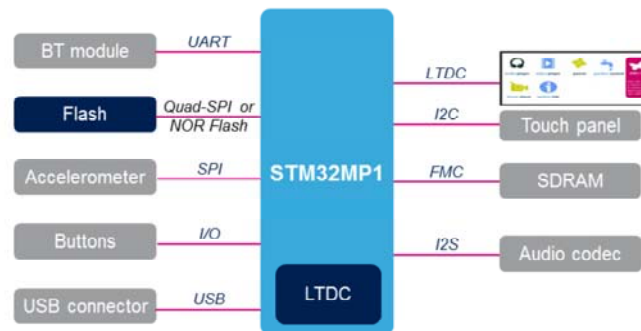 BT module
UART
Flash
Quad-SPI or
NOR Flash
Accelerometer
SPI
Buttons
I/O
USB connector
USB
STM32MP1
LTDC
LTDC
I2C
Touch panel
FMC
SDRAM
I2S
Audio codec